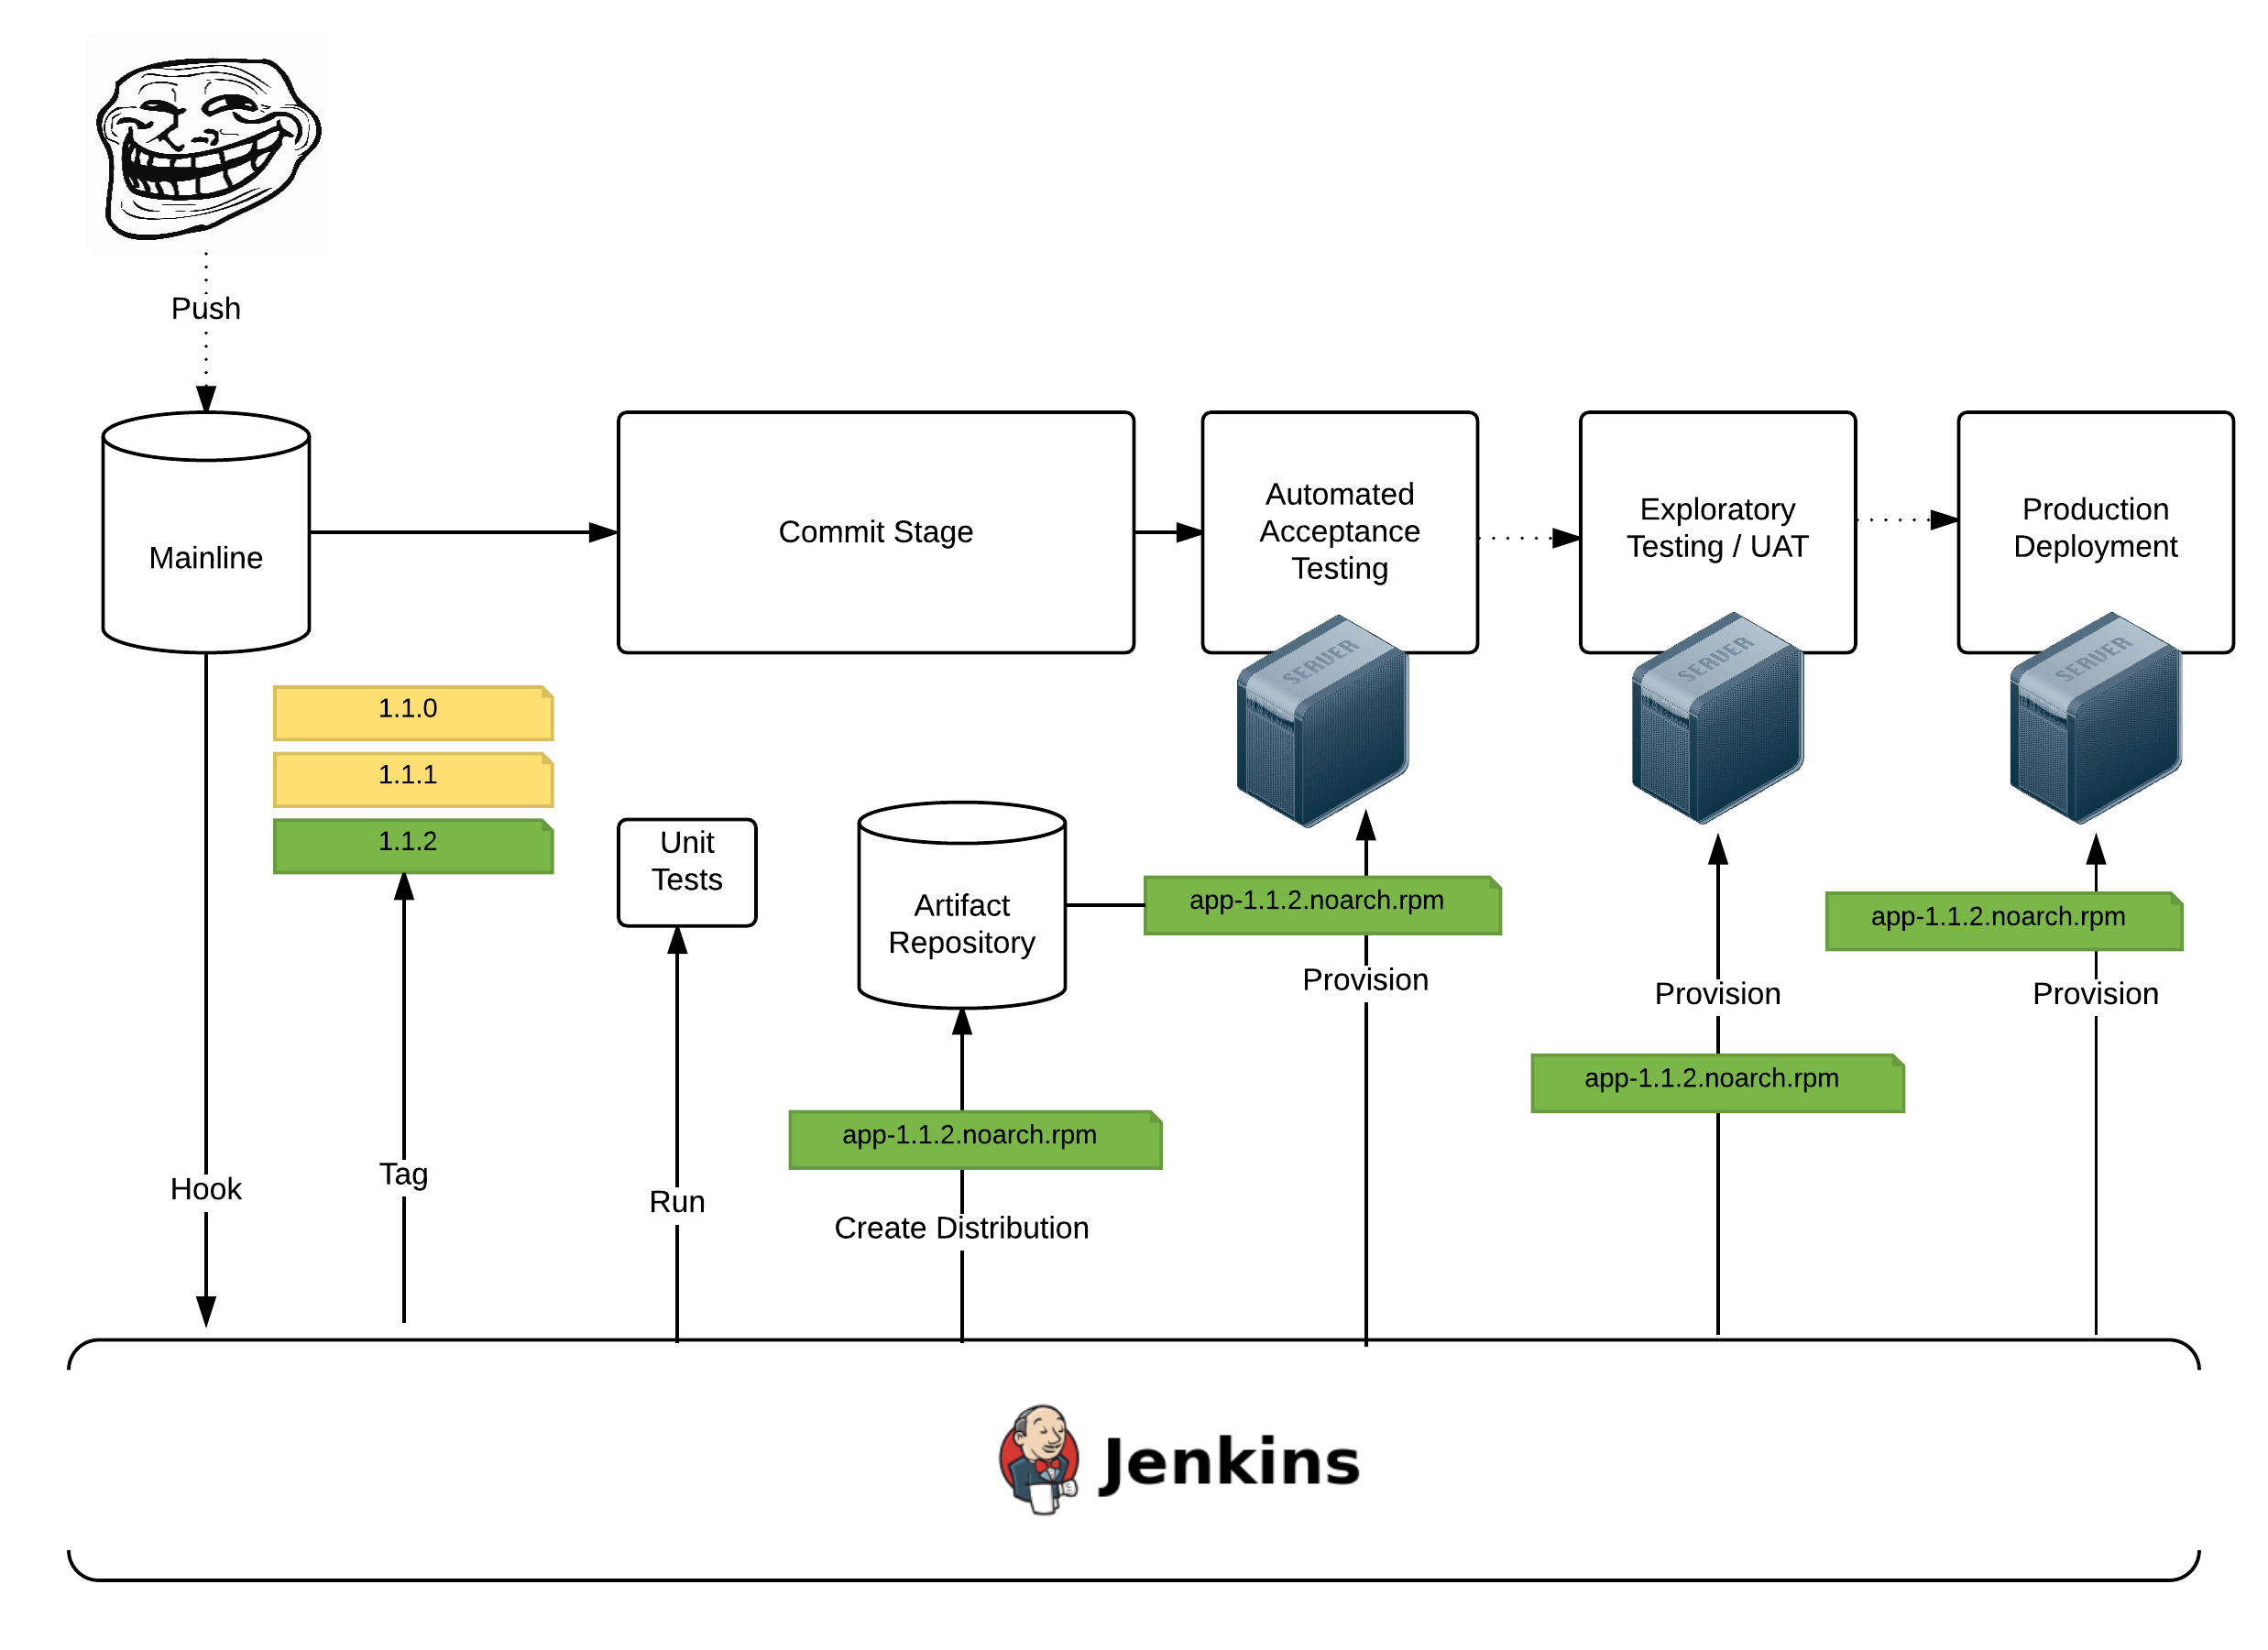 Push
Mainline
Commit Stage
Automated
Acceptance
Testing
Exploratory
Testing / UAT
Production
Deployment
SERVER
SERVER
SERVER
1.1.0
1.1.1
1.1.2
Unit
Tests
Artifact
Repository
app-1.1.2.noarch.rpm
app-1.1.2.noarch.rpm
Provision
Provision
Provision
app-1.1.2.noarch.rpm
app-1.1.2.noarch.rpm
Hook
Tag
Run
Create Distribution
Jenkins